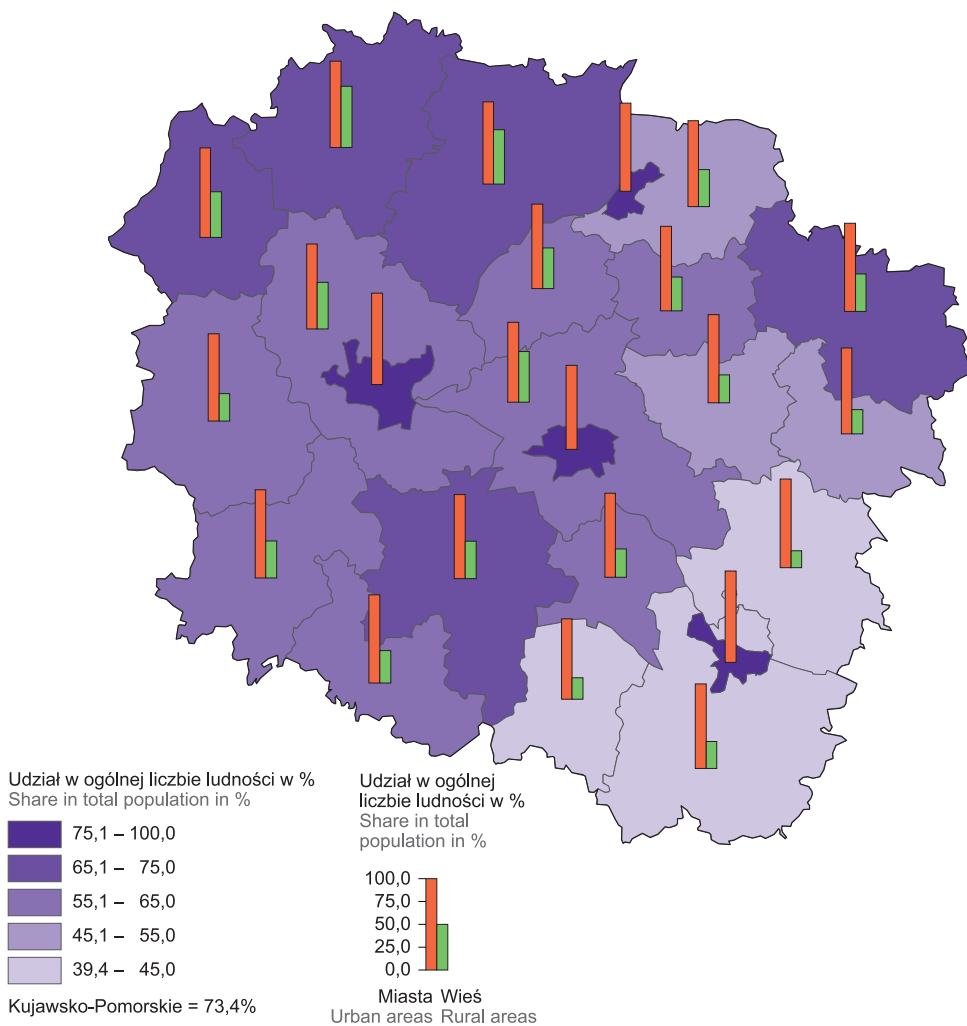 Udział w ogólnej liczbie ludności w %
Share in total population in %
75,1 – 100,0
65,1 – 75,0
55,1 – 65,0
45,1 – 55,0
39,4 – 45,0
Kujawsko-Pomorskie = 73,4%
Udział w ogólnej
liczbie ludności w %
Share in total
population in %
100,0
75,0
50,0
25,0
0,0
Miasta Wieś
Urban areas Rural areas